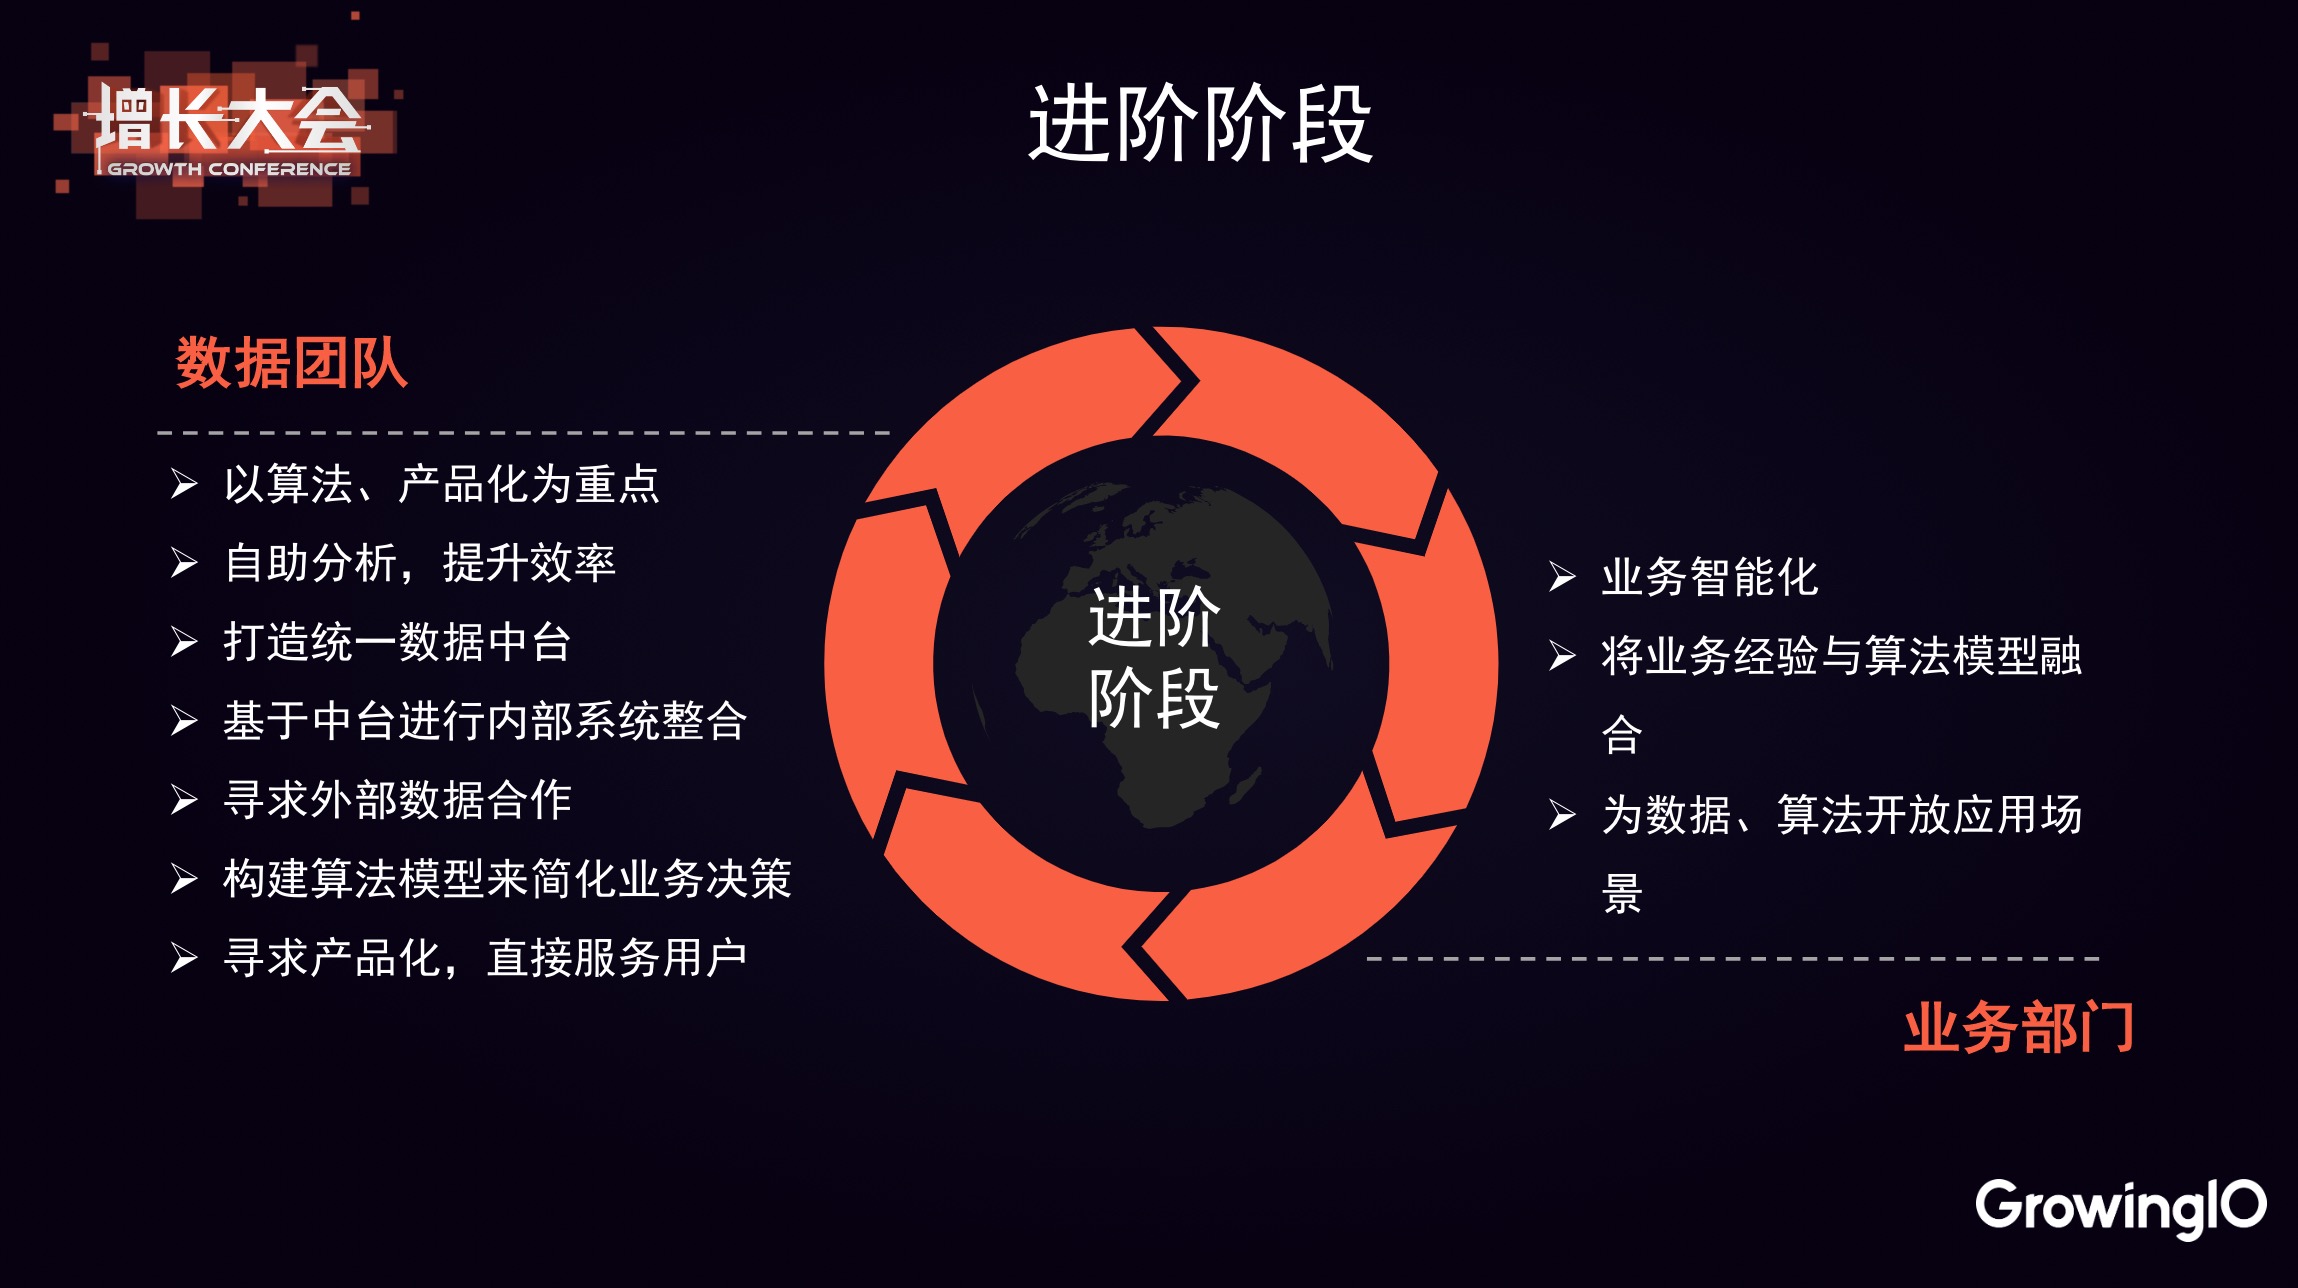 增长大会
GROWTH CONFERENCE
进阶阶段
数据团队
以算法、产品化为重点
自助分析，提升效率
打造统一数据中台
基于中台进行内部系统整合
寻求外部数据合作
构建算法模型来简化业务决策
寻求产品化，直接服务用户
进阶
阶段
业务智能化
将业务经验与算法模型融
合
为数据、算法开放应用场
景
业务部门
GrowingIO